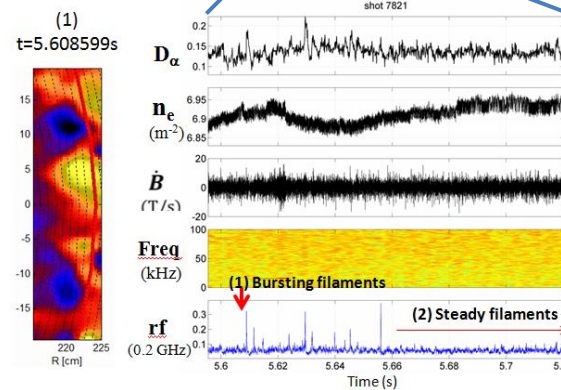 (1)
t=5.608599s
15
10
5
0
-5
-10
-15
220 225
R [cm]
shot 7821
Dα
0.2
0.15
0.1
ne
(m-2)
6.95
6.9
6.85
Ḃ
(T/s)
20
0
-20
Freq
(kHz)
100
50
0
(1) Bursting filaments
(2) Steady filaments
rf
(0.2 GHz)
0.3
0.2
0.1
5.6 5.62 5.64 5.66 5.68 5.7 5.72
Time (s)